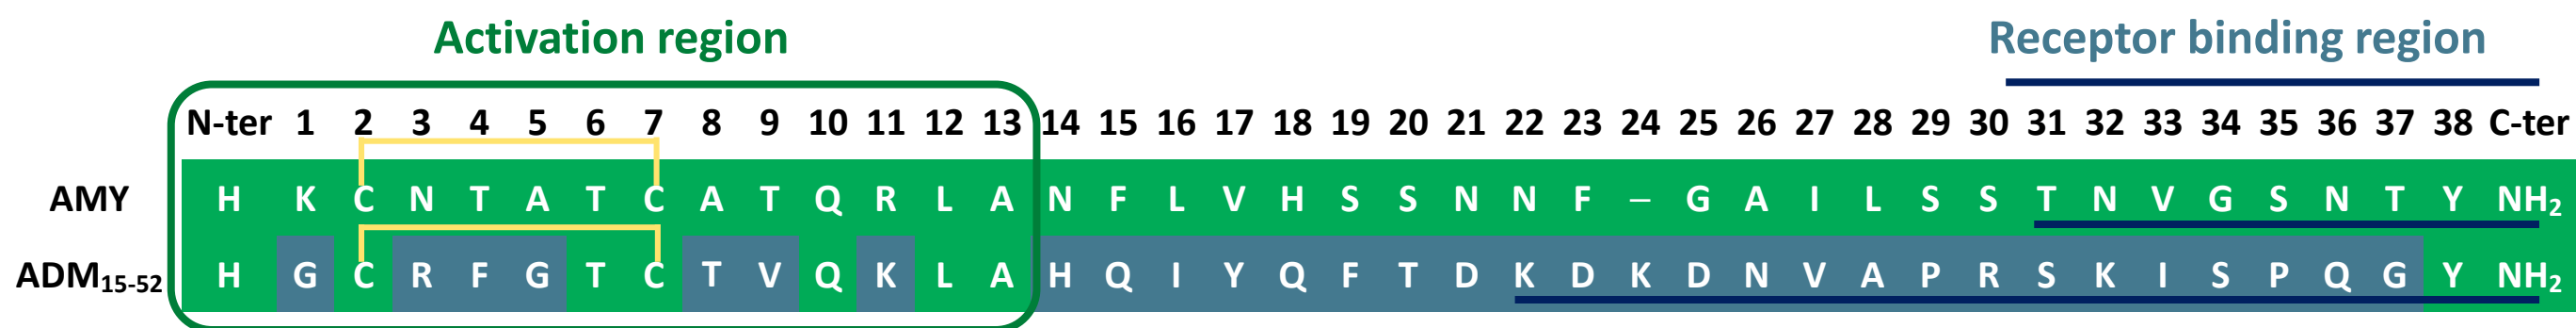 Activation region Receptor binding region
N-ter 1 2 3 4 5 6 7 8 9 10 11 12 13 14 15 16 17 18 19 20 21 22 23 24 25 26 27 28 29 30 31 32 33 34 35 36 37 38 C-ter
AMY H K C N T A T C A T Q R L A N F L V H S S N N F – G A I L S S T N V G S N T Y NH₂
ADM₁₅₋₅₂ H G C R F G T C T V Q K L A H Q I Y Q F T D K D K D N V A P R S K I S P Q G Y NH₂